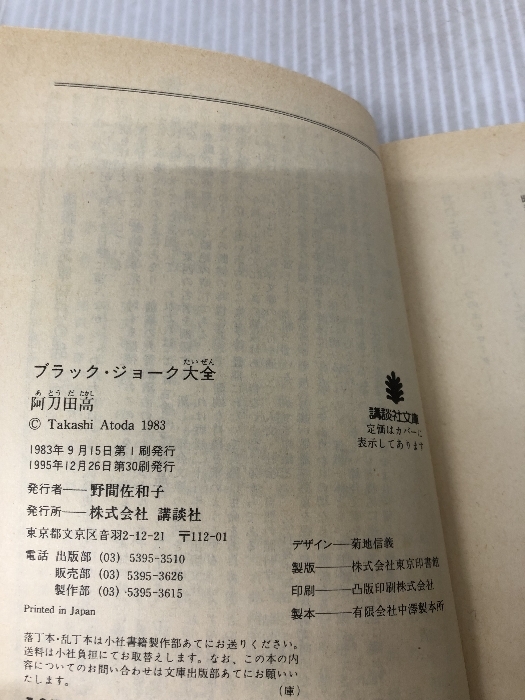 ブラック・ジョーク大全
たいぜん
阿刀田高
あとうだたかし
© Takashi Atoda 1983
1983年9月15日第1刷発行
1995年12月26日第30刷発行
発行者——野間佐和子
発行所——株式会社 講談社
東京都文京区音羽2-12-21 〒112-01
電話 出版部 (03) 5395-3510
販売部 (03) 5395-3626
製作部 (03) 5395-3615
Printed in Japan
落丁本・乱丁本は小社書籍製作部あてにお送りください。
送料は小社負担にてお取替えします。なお、この本の内
容についてのお問い合わせは文庫出版部あてにお願いい
たします。
(庫)
講談社文庫
定価はカバーに
表示してあります
デザイン——菊地信義
製版——株式会社東京印書館
印刷——凸版印刷株式会社
製本——有限会社中澤製本所